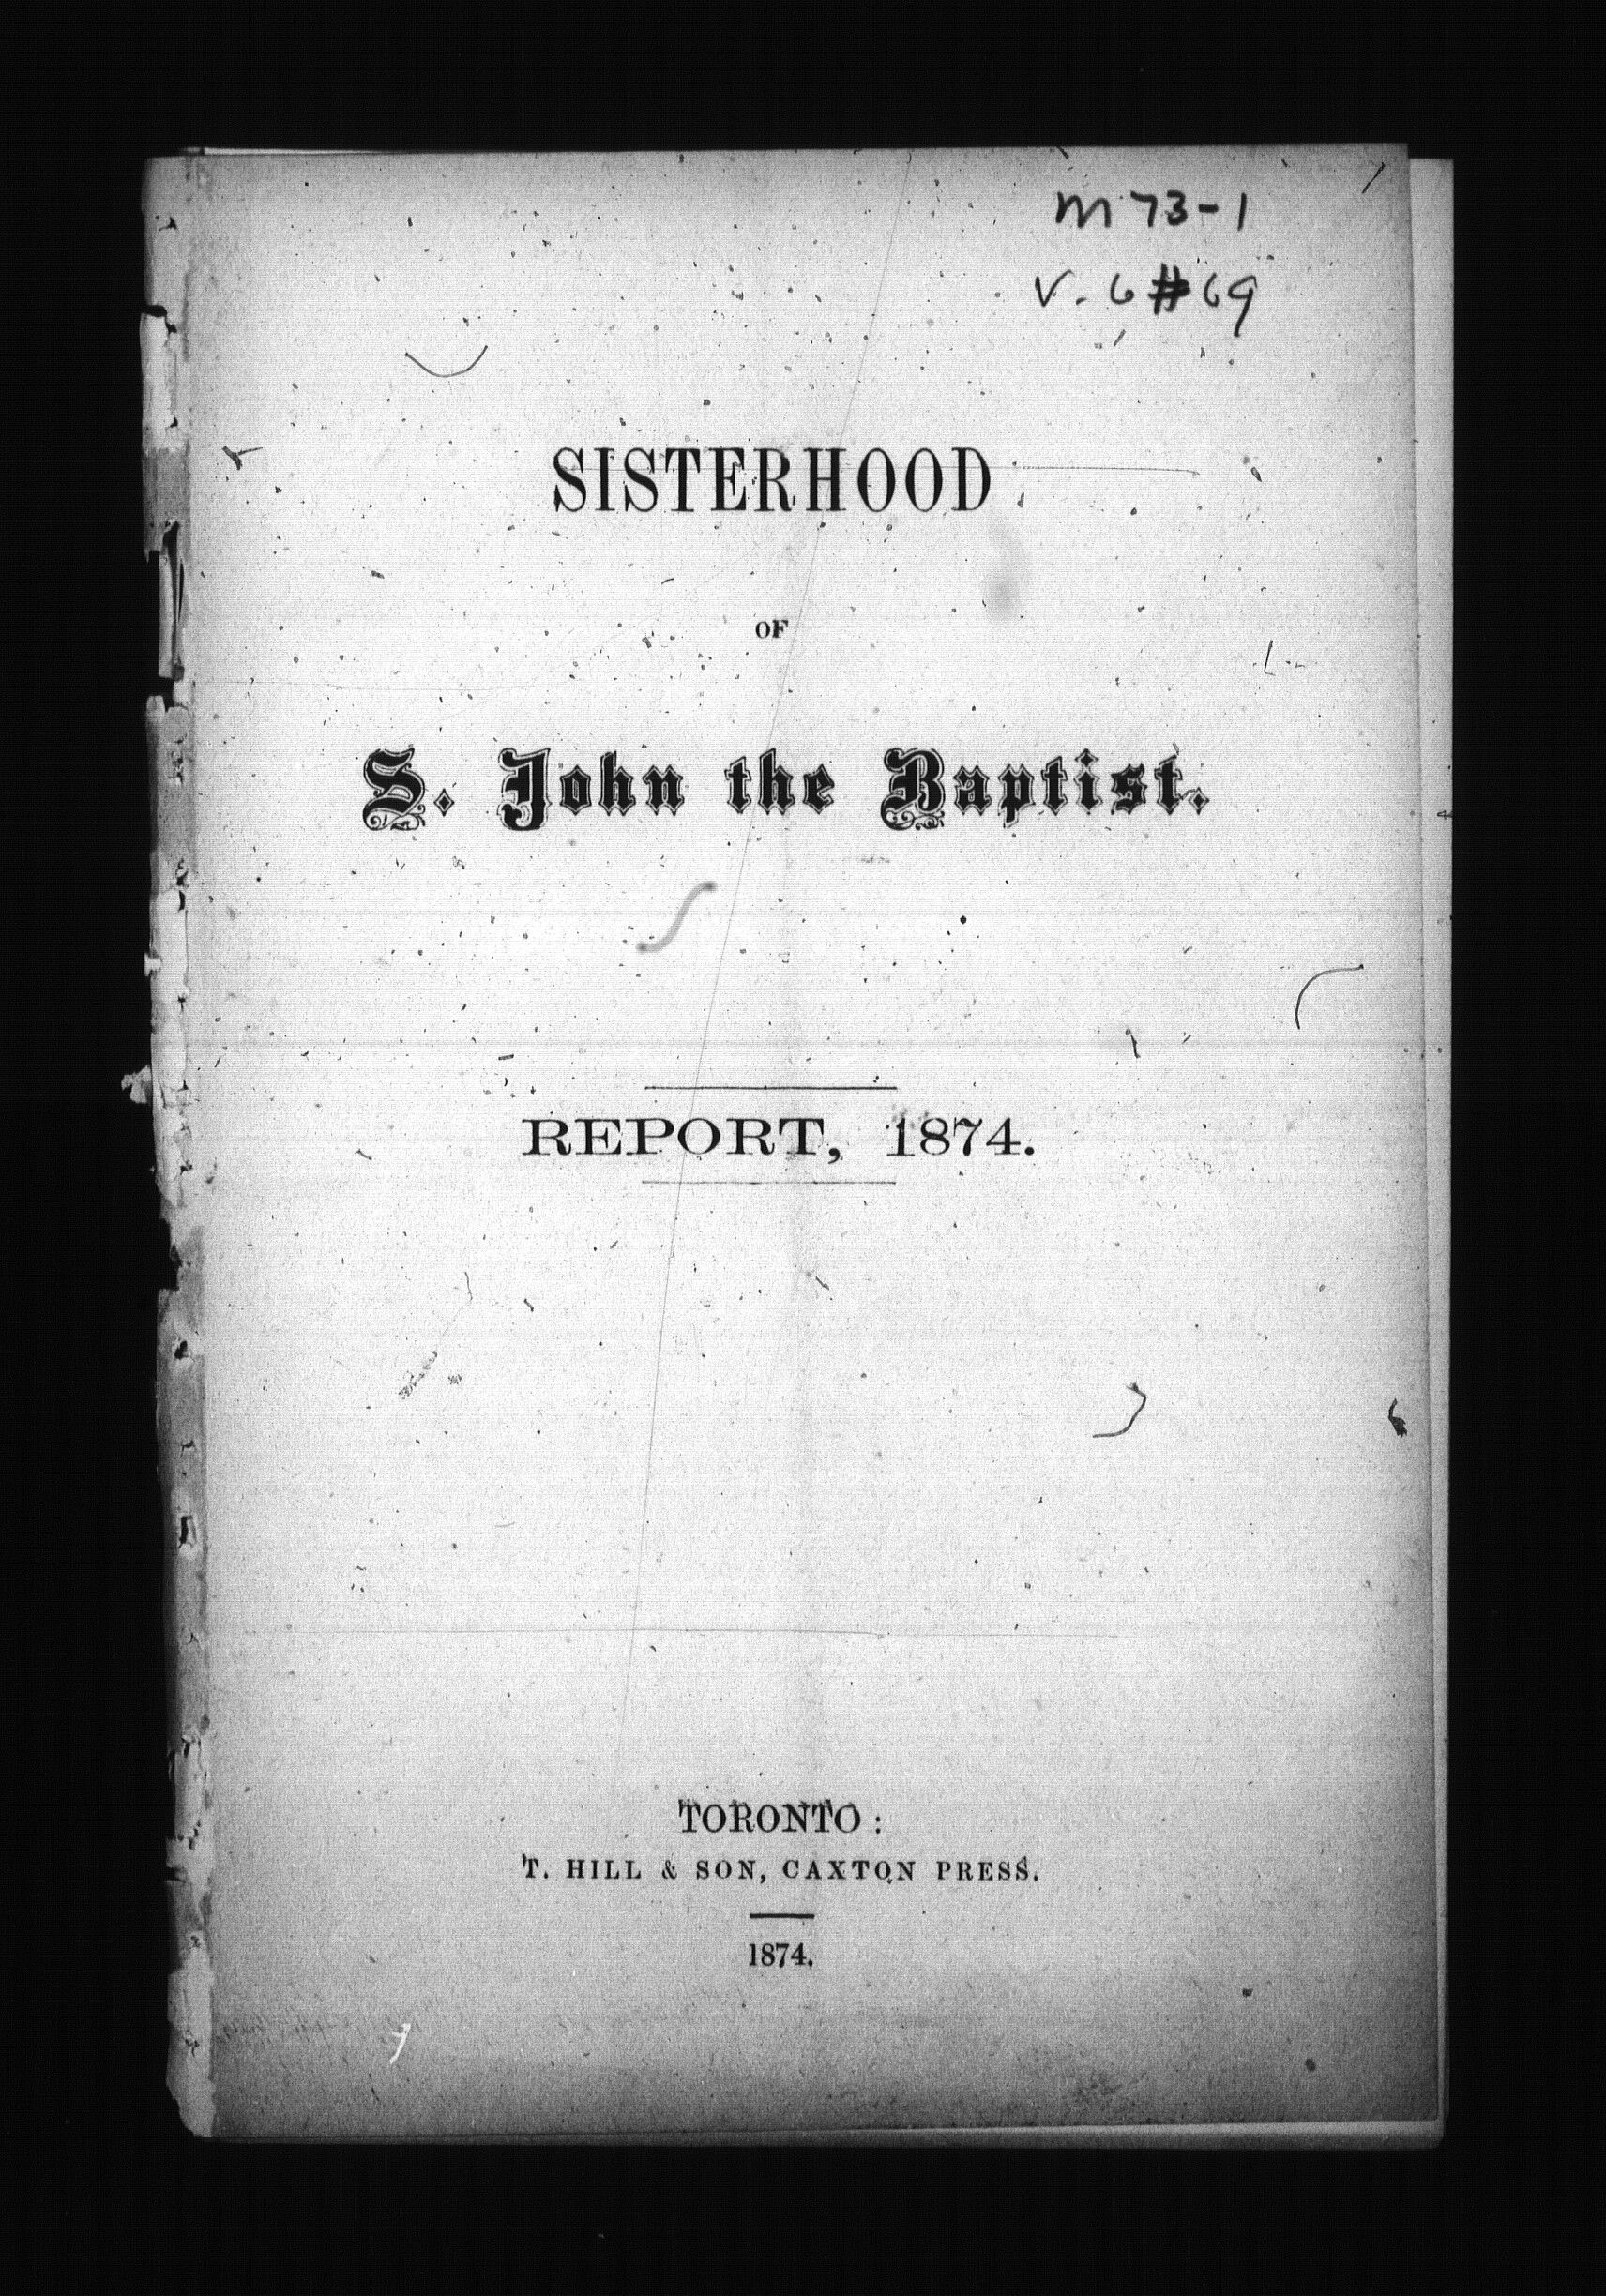 m 73-1
v. 6 #69
SISTERHOOD
OF
S. John the Baptist.
REPORT, 1874.
TORONTO:
T. HILL & SON, CAXTON PRESS.
1874.